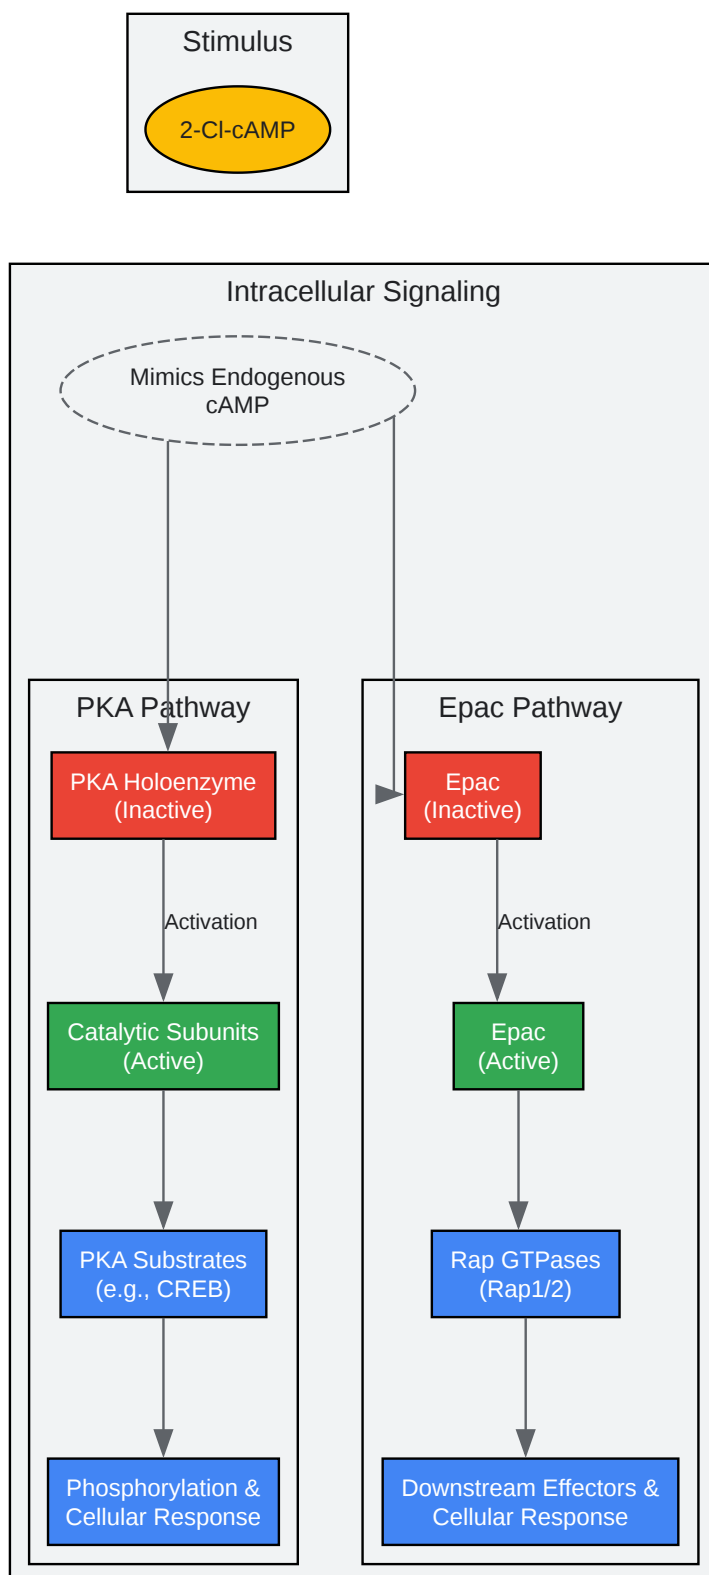 Stimulus
2-Cl-cAMP
Intracellular Signaling
Mimics Endogenous
cAMP
PKA Pathway
PKA Holoenzyme
(Inactive)
Activation
Catalytic Subunits
(Active)
PKA Substrates
(e.g., CREB)
Phosphorylation &
Cellular Response
Epac Pathway
Epac
(Inactive)
Activation
Epac
(Active)
Rap GTPases
(Rap1/2)
Downstream Effectors &
Cellular Response